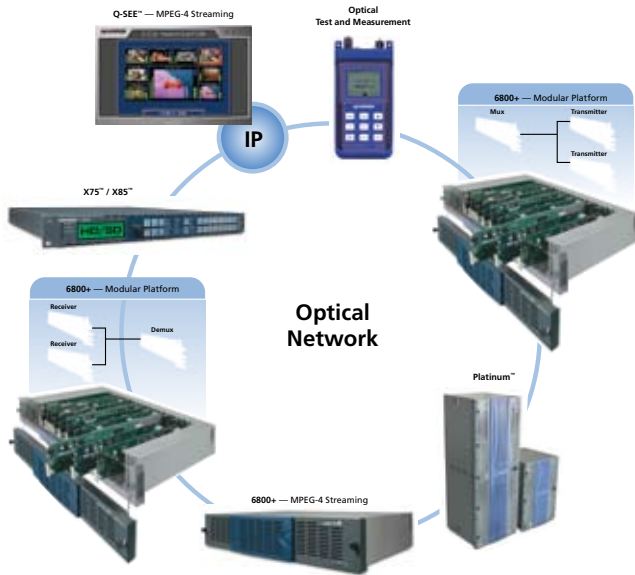 Q-SEE™ — MPEG-4 Streaming
Optical
Test and Measurement
IP
6800+ — Modular Platform
Mux
Transmitter
Transmitter
X75™ / X85™
HD/SD
6800+ — Modular Platform
Receiver
Demux
Receiver
Optical
Network
Platinum™
6800+ — MPEG-4 Streaming